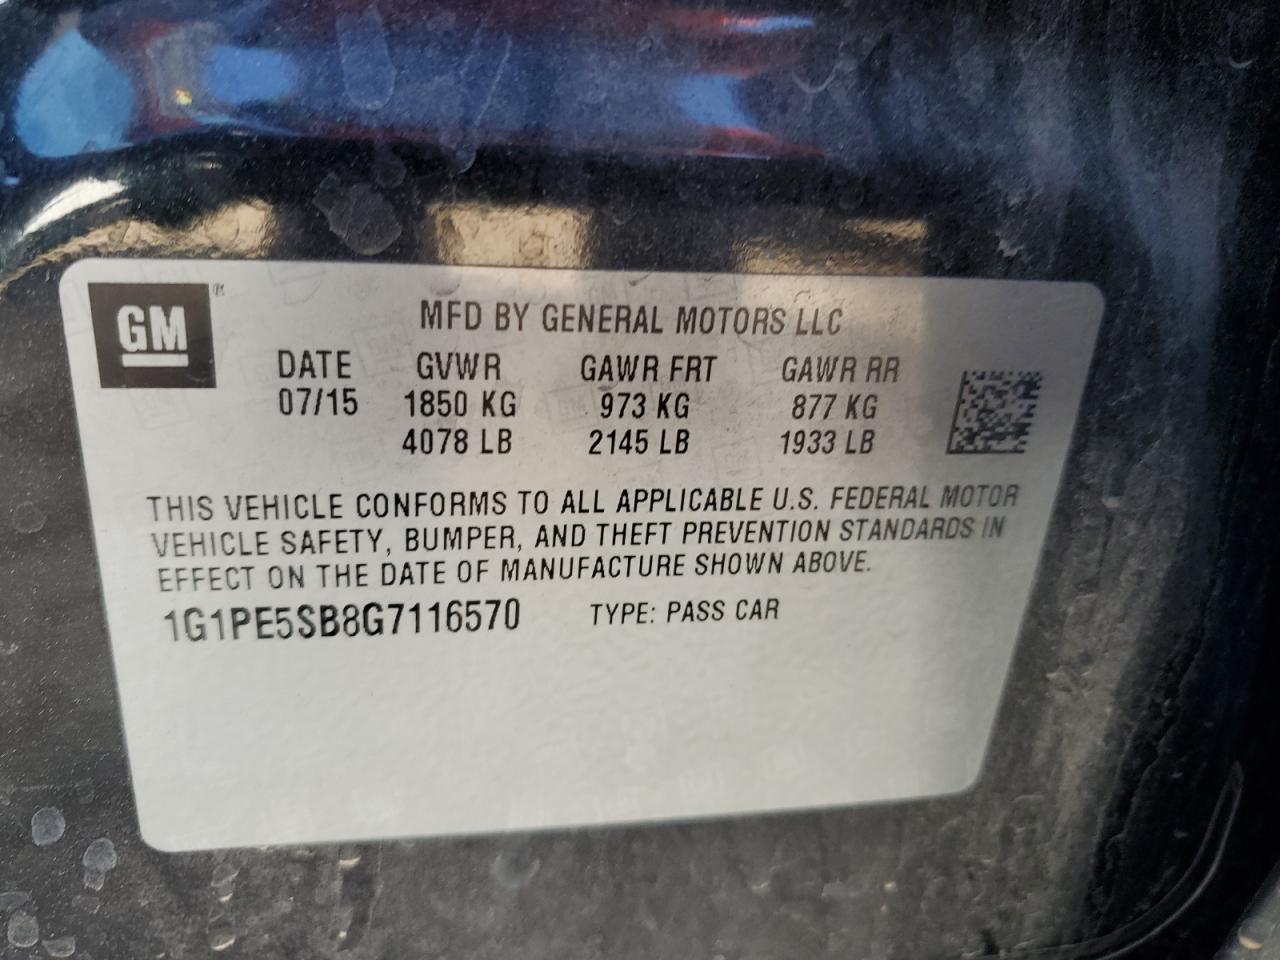 GM®
MFD BY GENERAL MOTORS LLC
DATE GVWR GAWR FRT GAWR RR
07/15 1850 KG 973 KG 877 KG
4078 LB 2145 LB 1933 LB
THIS VEHICLE CONFORMS TO ALL APPLICABLE U.S. FEDERAL MOTOR
VEHICLE SAFETY, BUMPER, AND THEFT PREVENTION STANDARDS IN
EFFECT ON THE DATE OF MANUFACTURE SHOWN ABOVE.
1G1PE5SB8G7116570 TYPE: PASS CAR